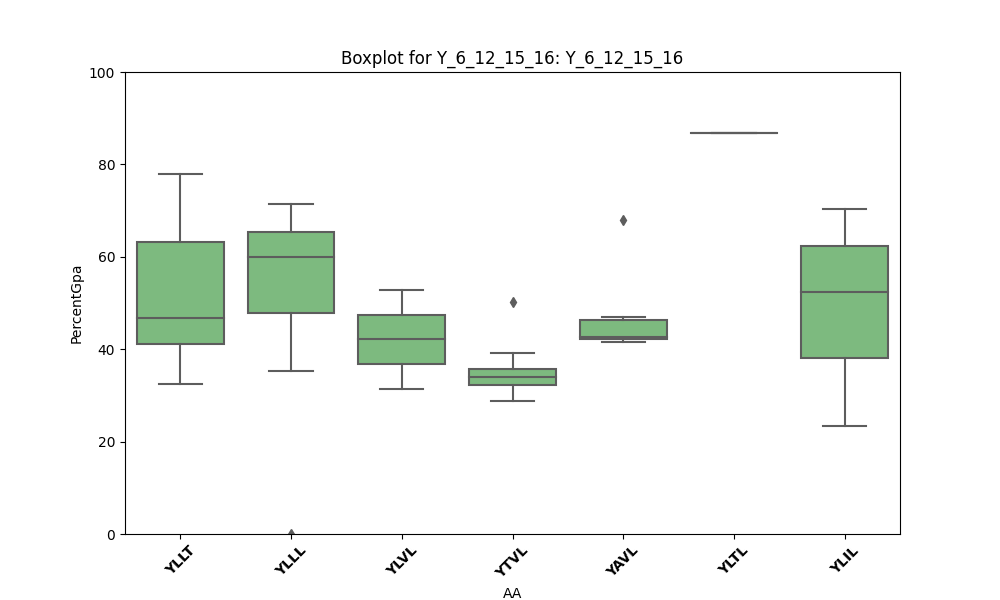 Boxplot for Y_6_12_15_16: Y_6_12_15_16
100
80
60
40
20
0
PercentGpa
YLLT
YLLL
YLVL
YTVL
YAVL
YLTL
YLIL
AA